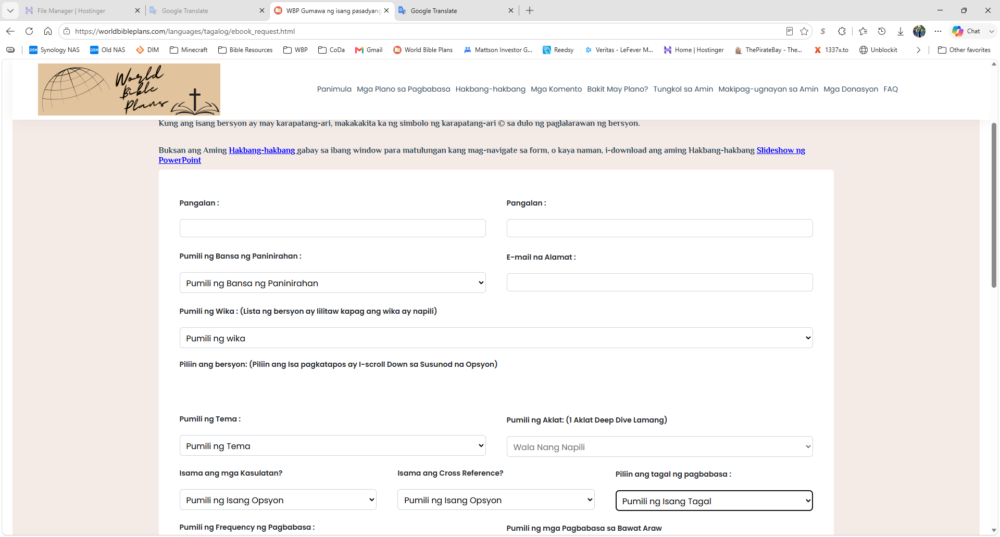 File Manager | Hostinger
Google Translate
WBP Gumawa ng isang pasadyang
Google Translate
https://worldbibleplans.com/languages/tagalog/ebook_request.html
Chat
Synology NAS
Old NAS
DIM
Minecraft
Bible Resources
WBP
CoDa
Gmail
World Bible Plans
Mattson Investor G...
Reedsy
Veritas - LeFever M...
Home | Hostinger
ThePirateBay - The...
1337x.to
Unblockit
Other favorites
World
Bible
Plans
Panimula Mga Plano sa Pagbabasa Hakbang-hakbang Mga Komento Bakit May Plano? Tungkol sa Amin Makipag-ugnayan sa Amin Mga Donasyon FAQ
Kung ang isang bersyon ay may karapatang-ari, makakakita ka ng simbolo ng karapatang-ari © sa dulo ng paglalarawan ng bersyon.
Buksan ang Aming Hakbang-hakbang gabay sa ibang window para matulungan kang mag-navigate sa form, o kaya naman, i-download ang aming Hakbang-hakbang Slideshow ng
PowerPoint
Pangalan :
Pangalan :
Pumili ng Bansa ng Paninirahan :
E-mail na Alamat :
Pumili ng Bansa ng Paninirahan
Pumili ng Wika : (Lista ng bersyon ay lilitaw kapag ang wika ay napili)
Pumili ng wika
Piliin ang bersyon: (Piliin ang Isa pagkatapos ay I-scroll Down sa Susunod na Opsyon)
Pumili ng Tema :
Pumili ng Aklat: (1 Aklat Deep Dive Lamang)
Pumili ng Tema
Wala Nang Napili
Isama ang mga Kasulatan?
Isama ang Cross Reference?
Piliin ang tagal ng pagbabasa :
Pumili ng Isang Opsyon
Pumili ng Isang Opsyon
Pumili ng Isang Tagal
Pumili ng Frequency ng Pagbabasa :
Pumili ng mga Pagbabasa sa Bawat Araw